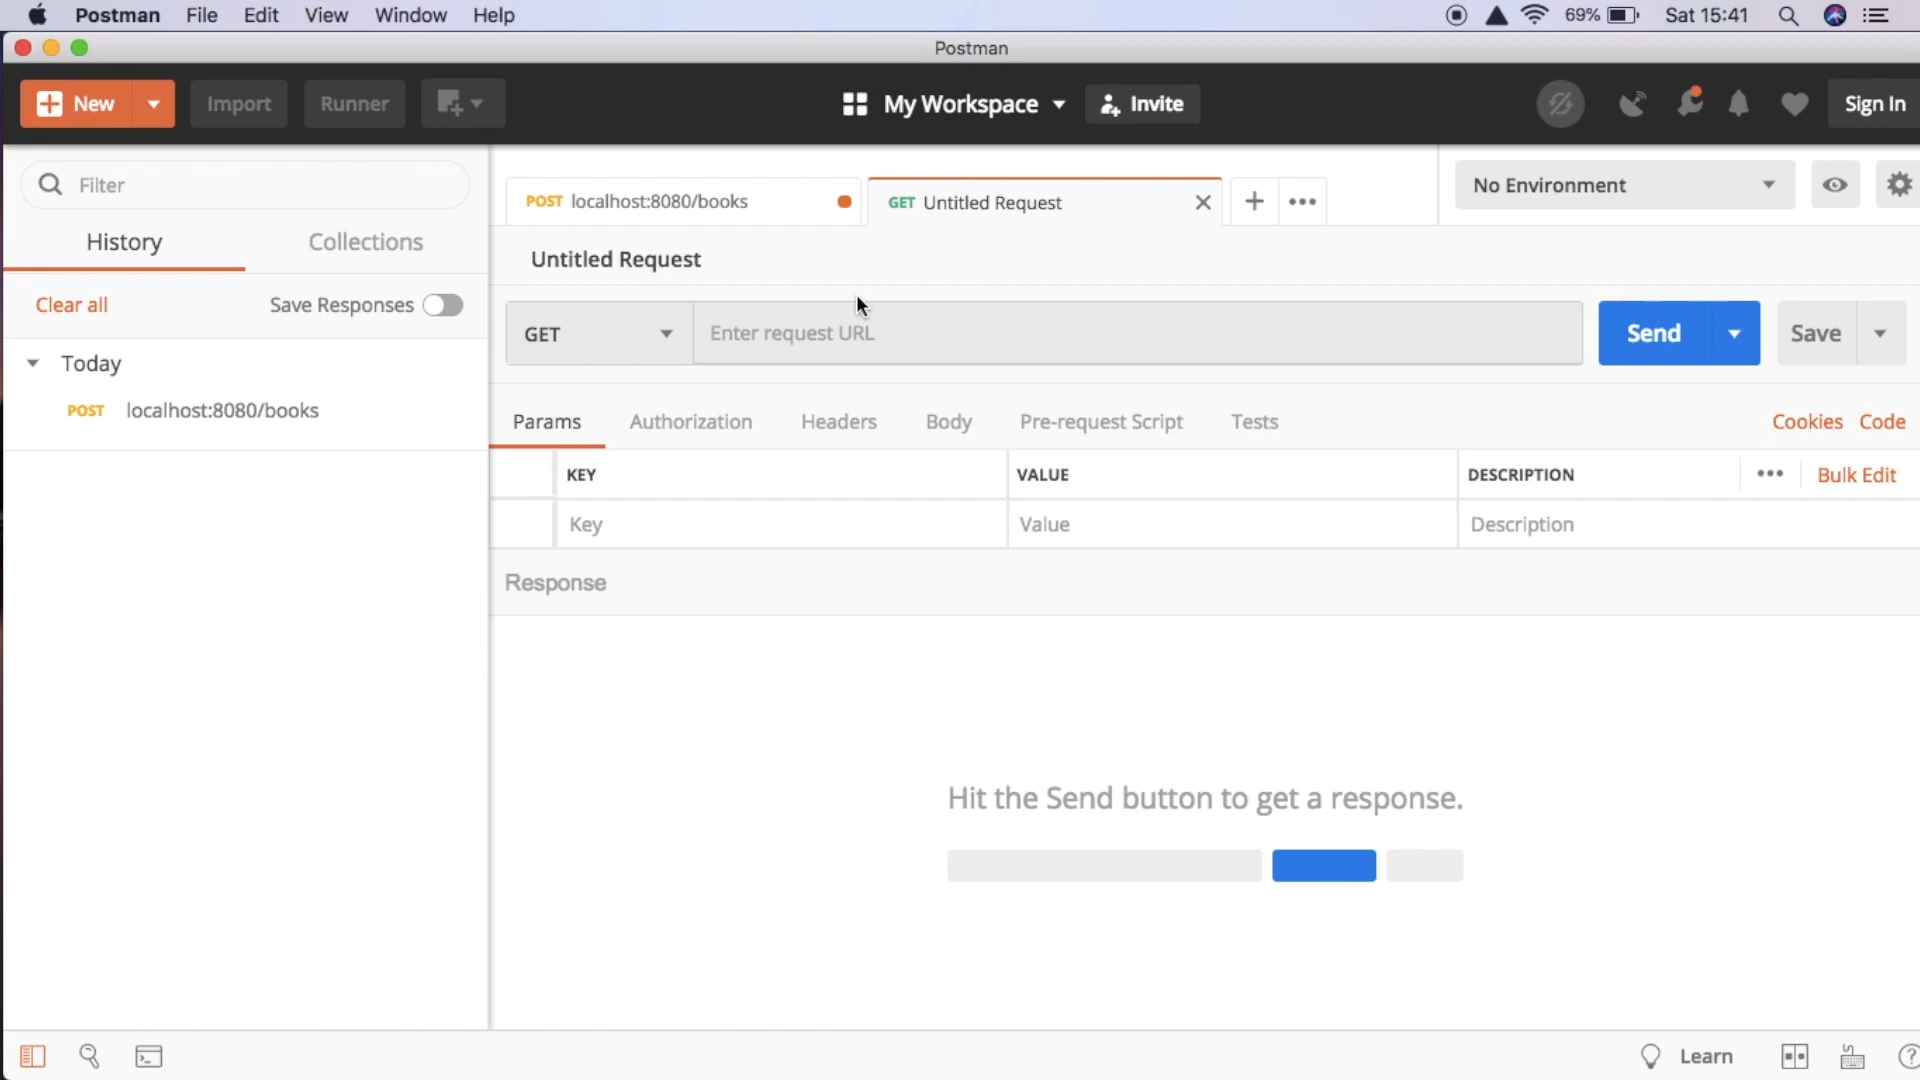 Postman File Edit View Window Help 69% Sat 15:41
Postman
New Import Runner My Workspace Invite Sign In
Filter
POST localhost:8080/books GET Untitled Request No Environment
History Collections
Untitled Request
Clear all Save Responses
GET Enter request URL Send Save
Today
POST localhost:8080/books
Params Authorization Headers Body Pre-request Script Tests Cookies Code
KEY VALUE DESCRIPTION Bulk Edit
Key Value Description
Response
Hit the Send button to get a response.
Learn